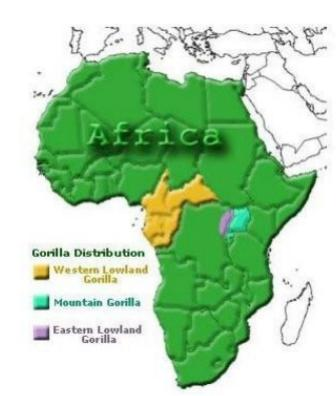 Africa
Gorilla Distribution
Western Lowland
Gorilla
Mountain Gorilla
Eastern Lowland
Gorilla